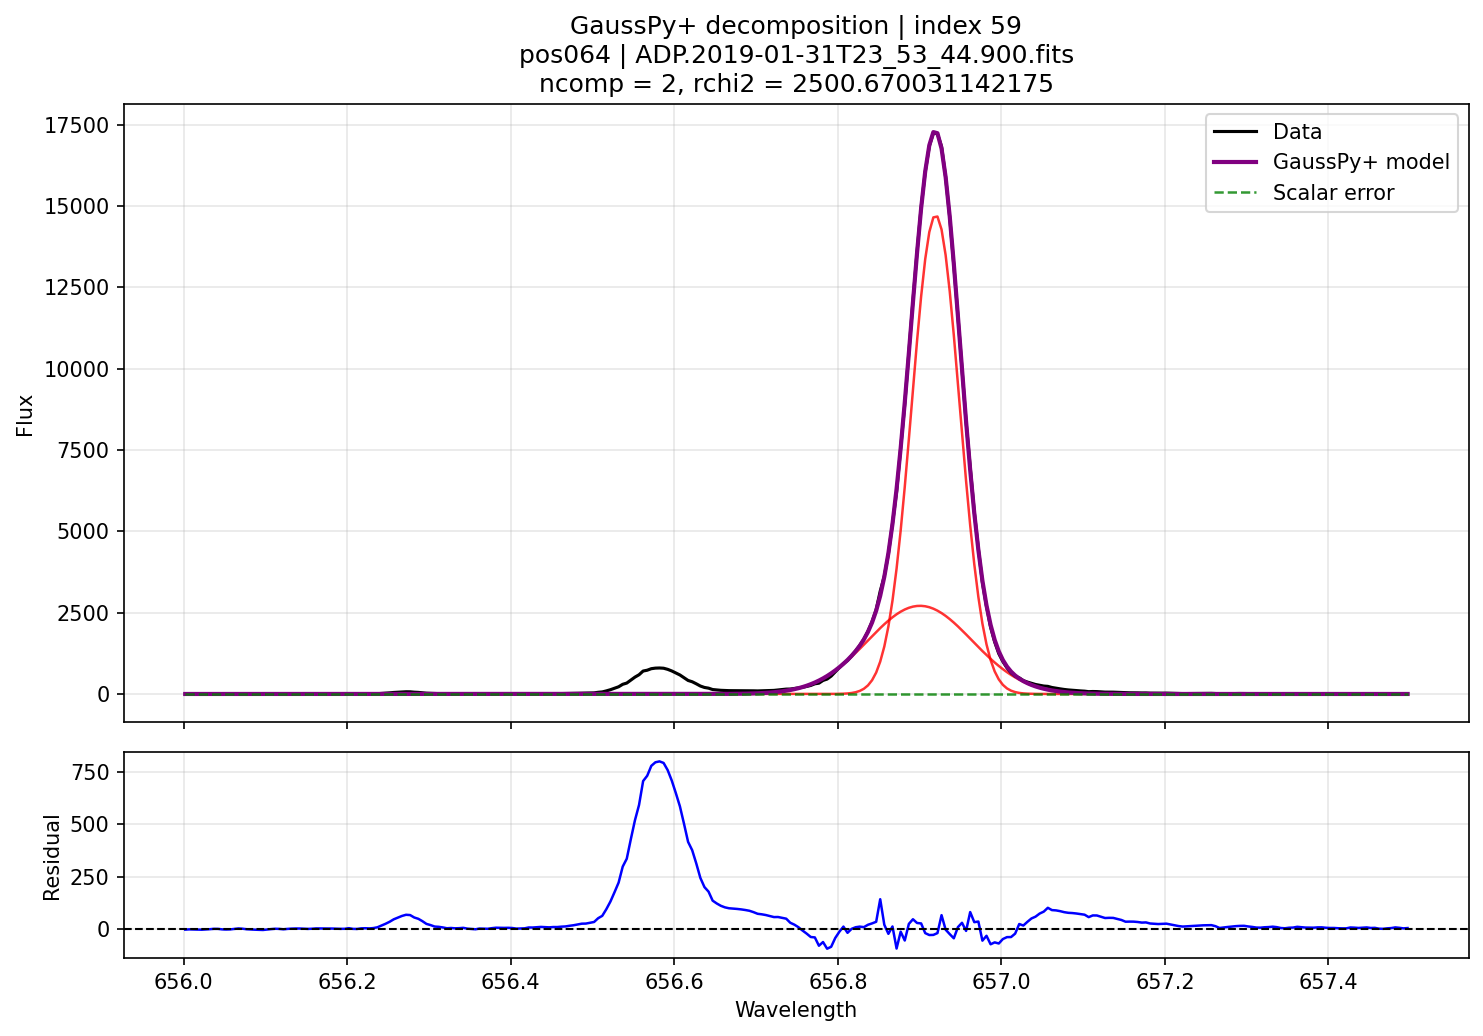 GaussPy+ decomposition | index 59
pos064 | ADP.2019-01-31T23_53_44.900.fits
ncomp = 2, rchi2 = 2500.670031142175
Data
GaussPy+ model
Scalar error
17500
15000
12500
10000
7500
5000
2500
0
Flux
750
500
250
0
Residual
656.0 656.2 656.4 656.6 656.8 657.0 657.2 657.4
Wavelength